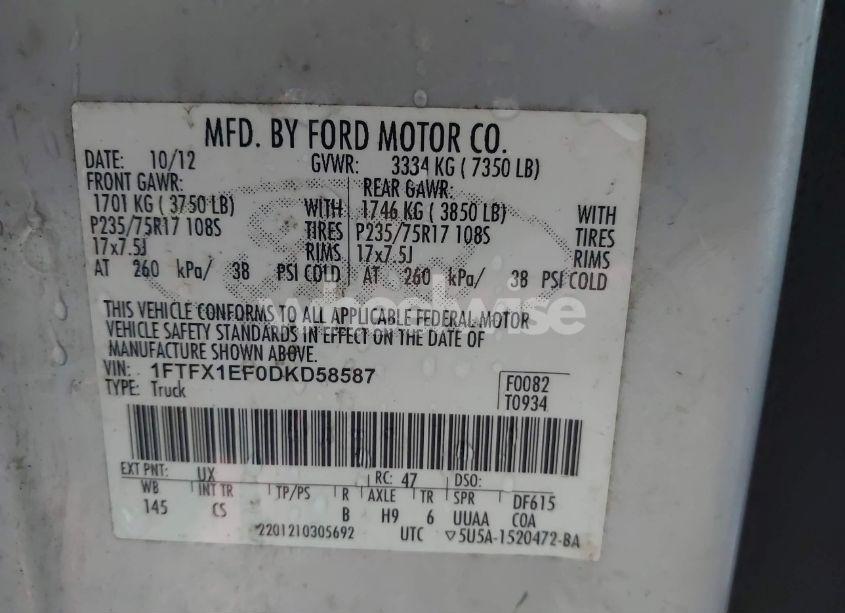 MFD. BY FORD MOTOR CO.
DATE: 10/12 GVWR: 3334 KG ( 7350 LB)
FRONT GAWR: REAR GAWR:
1701 KG ( 3750 LB) WITH 1746 KG ( 3850 LB) WITH
P235/75R17 108S TIRES P235/75R17 108S TIRES
17x7.5J RIMS 17x7.5J RIMS
AT 260 kPa/ 38 PSI COLD AT 260 kPa/ 38 PSI COLD
wheelwise
THIS VEHICLE CONFORMS TO ALL APPLICABLE FEDERAL MOTOR
VEHICLE SAFETY STANDARDS IN EFFECT ON THE DATE OF
MANUFACTURE SHOWN ABOVE.
VIN: 1FTFX1EF0DKD58587 F0082
TYPE: Truck T0934
EXT PNT: UX RC: 47 DSO:
WB INT TR TP/PS R AXLE TR SPR DF615
145 CS B H9 6 UUAA COA
*2201210305692 UTC ▽5U5A-1520472-BA